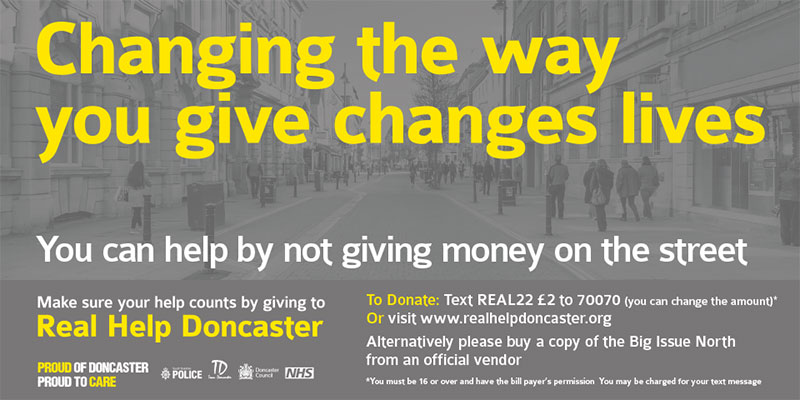 Changing the way
you give changes lives
You can help by not giving money on the street
Make sure your help counts by giving to
Real Help Doncaster
PROUD OF DONCASTER
PROUD TO CARE
POLICE
TD
Doncaster
Council
NHS
To Donate: Text REAL22 £2 to 70070 (you can change the amount)*
Or visit www.realhelpdoncaster.org
Alternatively please buy a copy of the Big Issue North
from an official vendor
*You must be 16 or over and have the bill payer's permission You may be charged for your text message